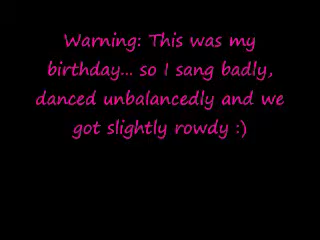 Warning: This was my
birthday... so I sang badly,
danced unbalancedly and we
got slightly rowdy :)